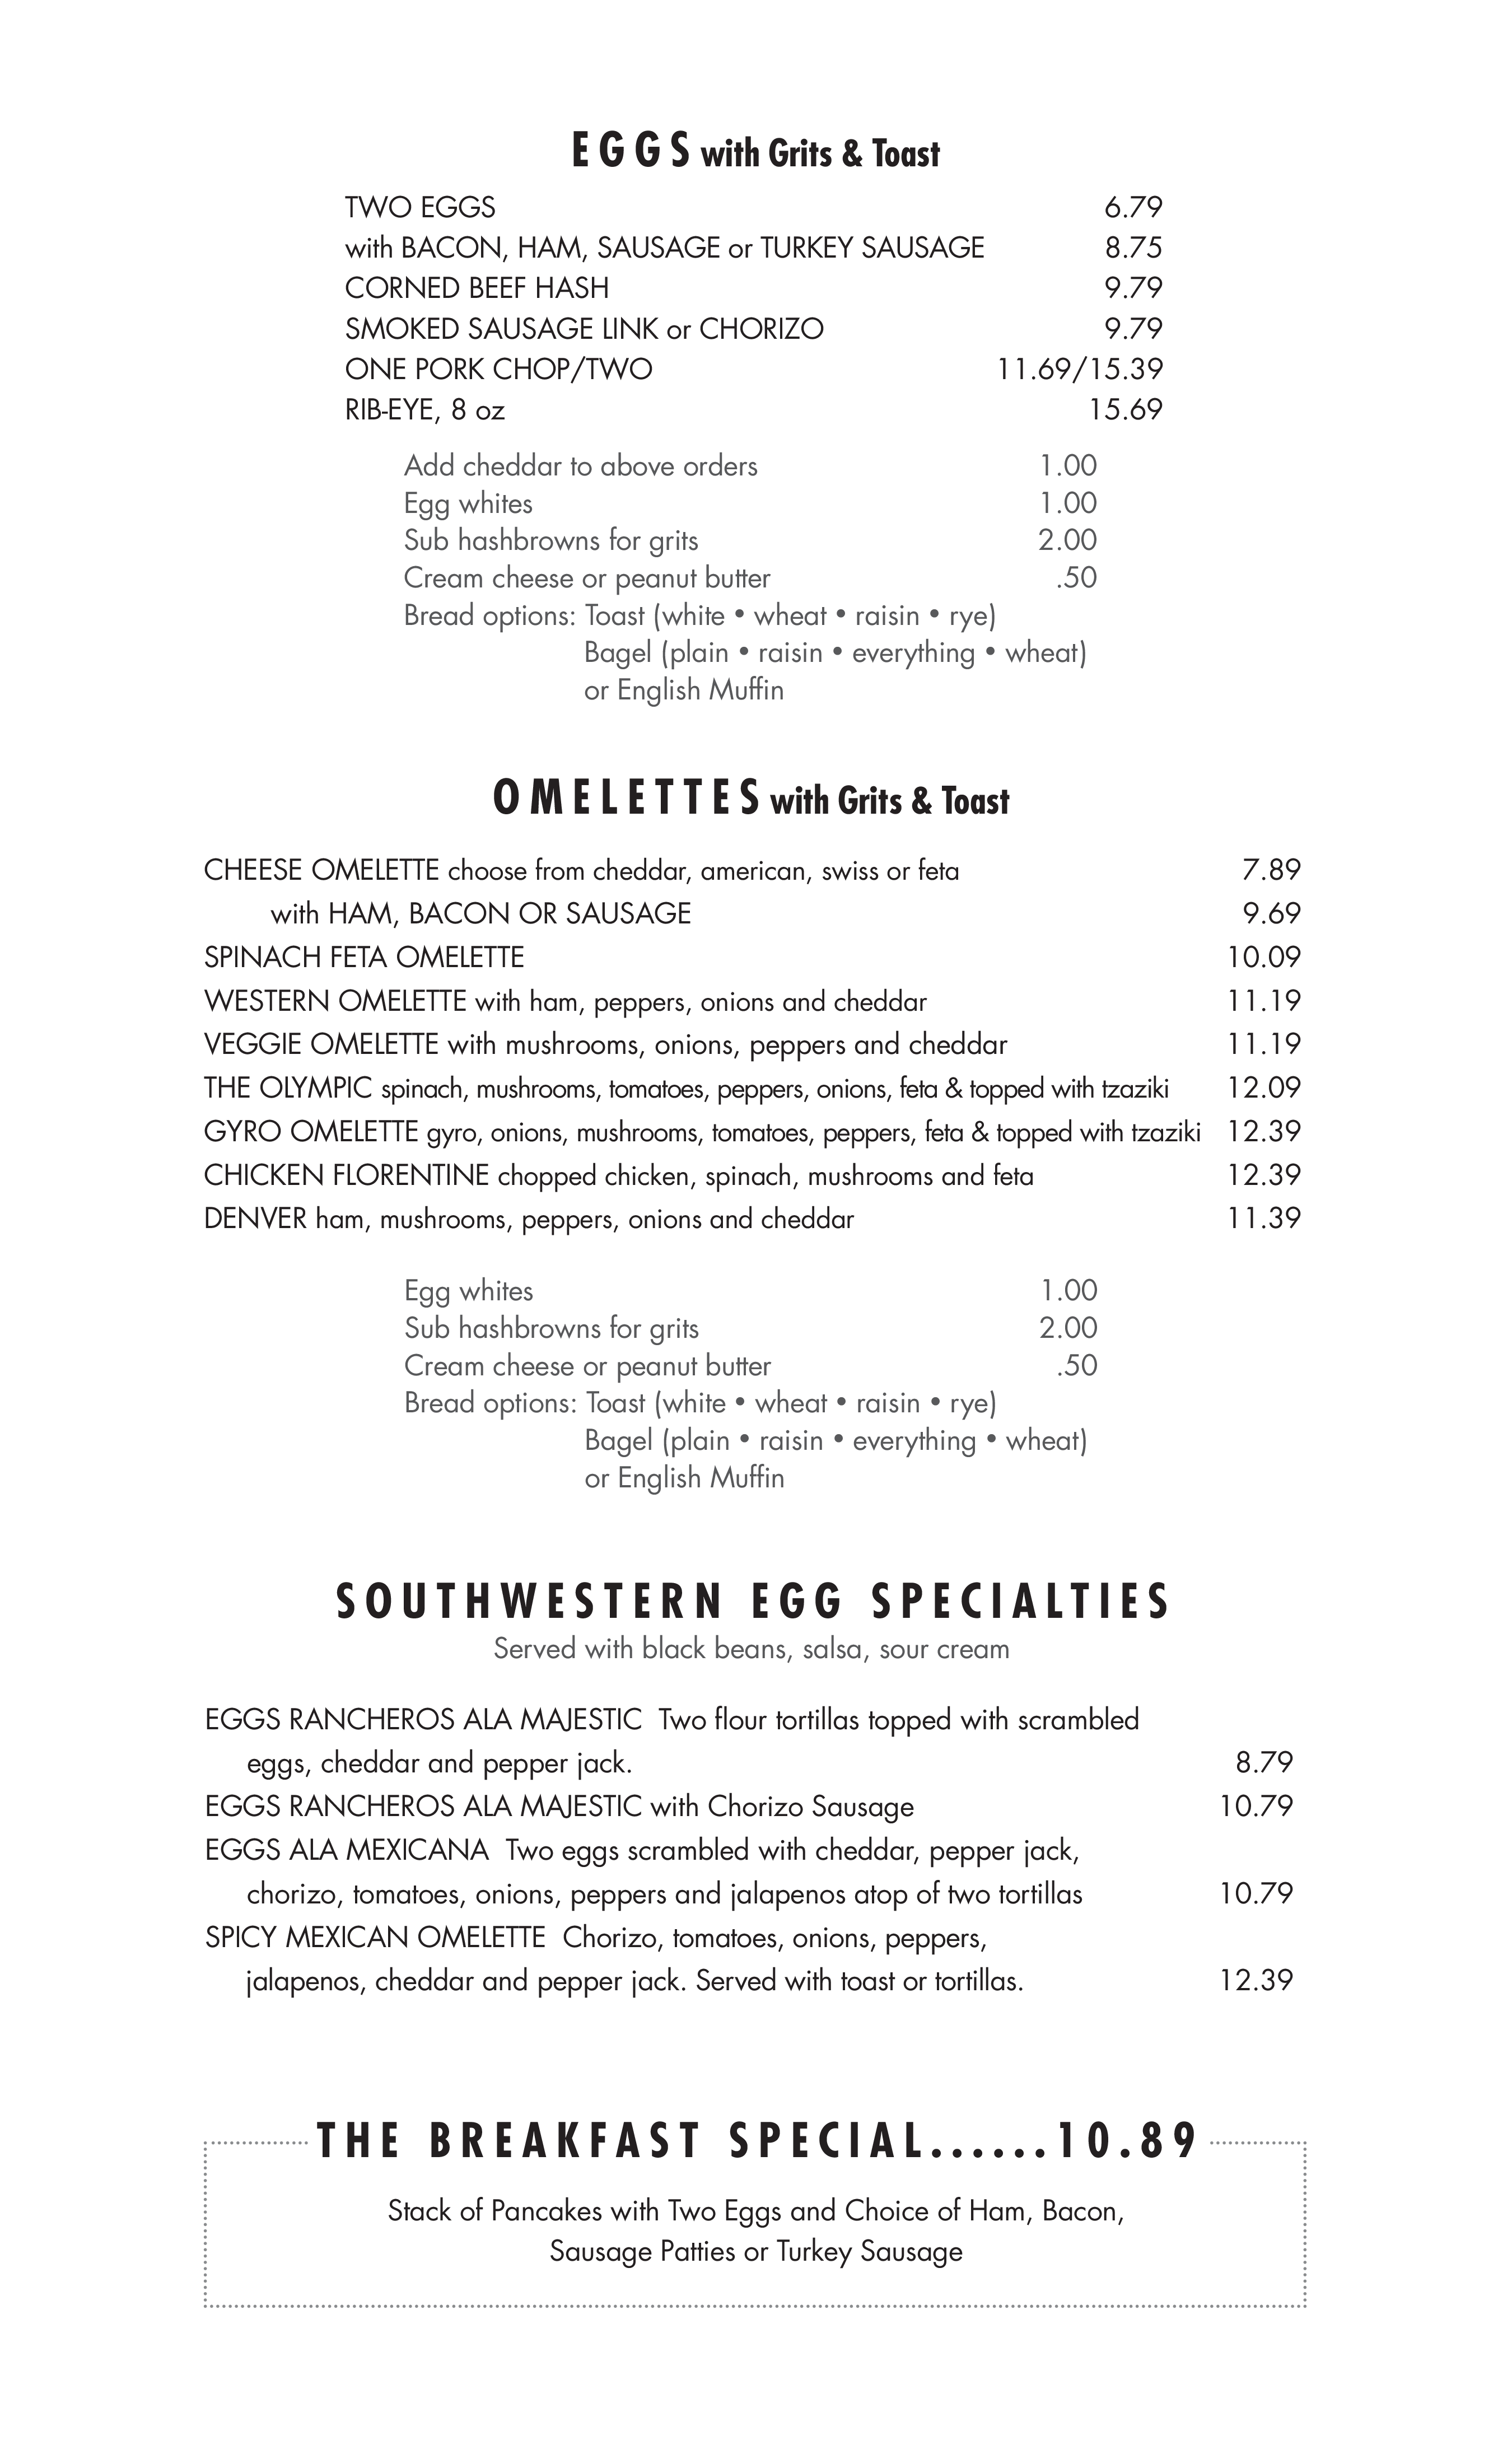 EGGS with Grits & Toast
TWO EGGS 6.79
with BACON, HAM, SAUSAGE or TURKEY SAUSAGE 8.75
CORNED BEEF HASH 9.79
SMOKED SAUSAGE LINK or CHORIZO 9.79
ONE PORK CHOP/TWO 11.69/15.39
RIB-EYE, 8 oz 15.69
Add cheddar to above orders 1.00
Egg whites 1.00
Sub hashbrowns for grits 2.00
Cream cheese or peanut butter .50
Bread options: Toast (white • wheat • raisin • rye)
Bagel (plain • raisin • everything • wheat)
or English Muffin
OMELETTES with Grits & Toast
CHEESE OMELETTE choose from cheddar, american, swiss or feta 7.89
with HAM, BACON OR SAUSAGE 9.69
SPINACH FETA OMELETTE 10.09
WESTERN OMELETTE with ham, peppers, onions and cheddar 11.19
VEGGIE OMELETTE with mushrooms, onions, peppers and cheddar 11.19
THE OLYMPIC spinach, mushrooms, tomatoes, peppers, onions, feta & topped with tzaziki 12.09
GYRO OMELETTE gyro, onions, mushrooms, tomatoes, peppers, feta & topped with tzaziki 12.39
CHICKEN FLORENTINE chopped chicken, spinach, mushrooms and feta 12.39
DENVER ham, mushrooms, peppers, onions and cheddar 11.39
Egg whites 1.00
Sub hashbrowns for grits 2.00
Cream cheese or peanut butter .50
Bread options: Toast (white • wheat • raisin • rye)
Bagel (plain • raisin • everything • wheat)
or English Muffin
SOUTHWESTERN EGG SPECIALTIES
Served with black beans, salsa, sour cream
EGGS RANCHEROS ALA MAJESTIC Two flour tortillas topped with scrambled
eggs, cheddar and pepper jack. 8.79
EGGS RANCHEROS ALA MAJESTIC with Chorizo Sausage 10.79
EGGS ALA MEXICANA Two eggs scrambled with cheddar, pepper jack,
chorizo, tomatoes, onions, peppers and jalapenos atop of two tortillas 10.79
SPICY MEXICAN OMELETTE Chorizo, tomatoes, onions, peppers,
jalapenos, cheddar and pepper jack. Served with toast or tortillas. 12.39
THE BREAKFAST SPECIAL......10.89
Stack of Pancakes with Two Eggs and Choice of Ham, Bacon,
Sausage Patties or Turkey Sausage